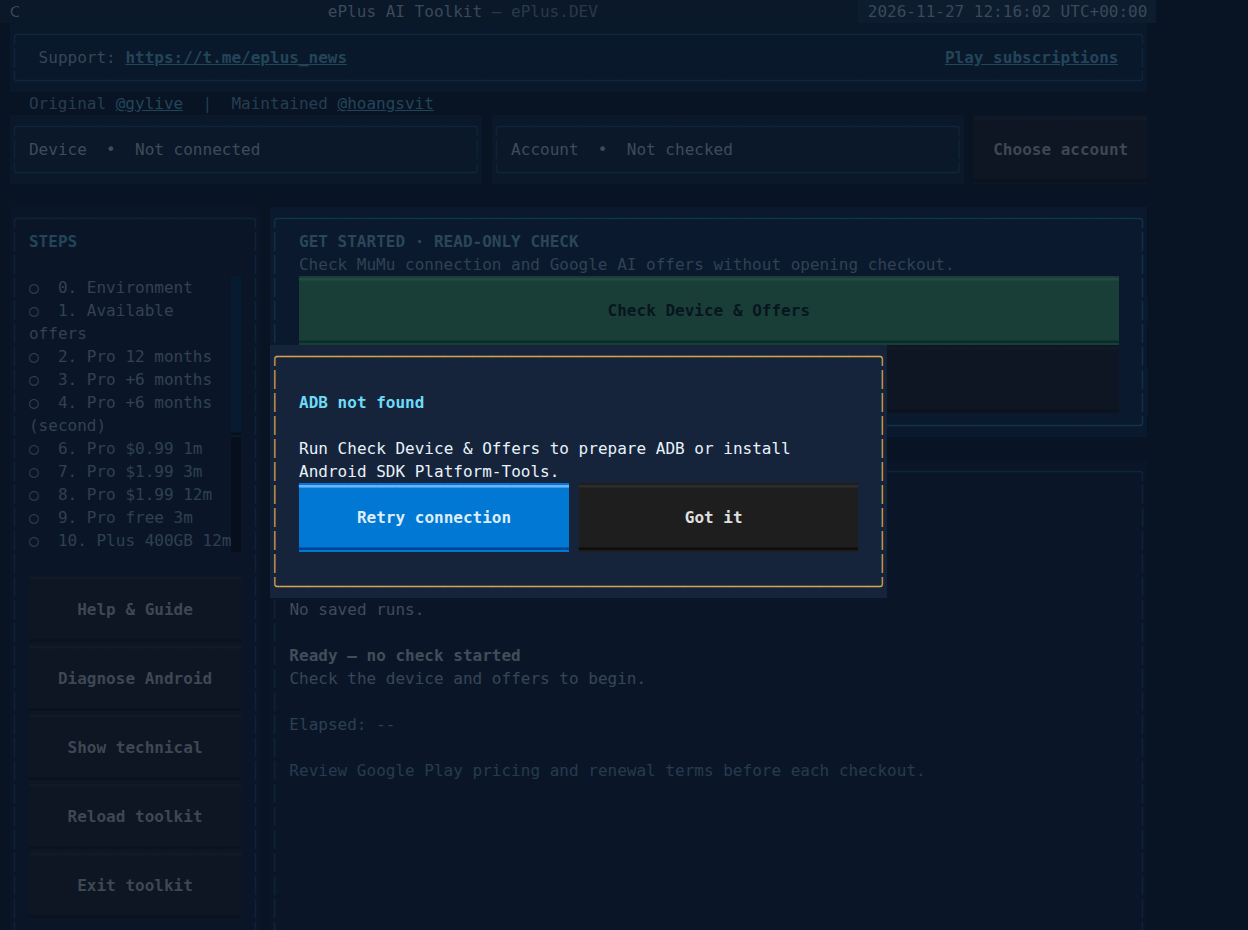 C
ePlus AI Toolkit — ePlus.DEV
2026-11-27 12:16:02 UTC+00:00
Support: https://t.me/eplus_news
Play subscriptions
Original @gylive | Maintained @hoangsvit
Device • Not connected
Account • Not checked
Choose account
STEPS
○ 0. Environment
○ 1. Available
offers
○ 2. Pro 12 months
○ 3. Pro +6 months
○ 4. Pro +6 months
(second)
○ 6. Pro $0.99 1m
○ 7. Pro $1.99 3m
○ 8. Pro $1.99 12m
○ 9. Pro free 3m
○ 10. Plus 400GB 12m
Help & Guide
Diagnose Android
Show technical
Reload toolkit
Exit toolkit
GET STARTED · READ-ONLY CHECK
Check MuMu connection and Google AI offers without opening checkout.
Check Device & Offers
ADB not found
Run Check Device & Offers to prepare ADB or install
Android SDK Platform-Tools.
Retry connection
Got it
No saved runs.
Ready — no check started
Check the device and offers to begin.
Elapsed: --
Review Google Play pricing and renewal terms before each checkout.